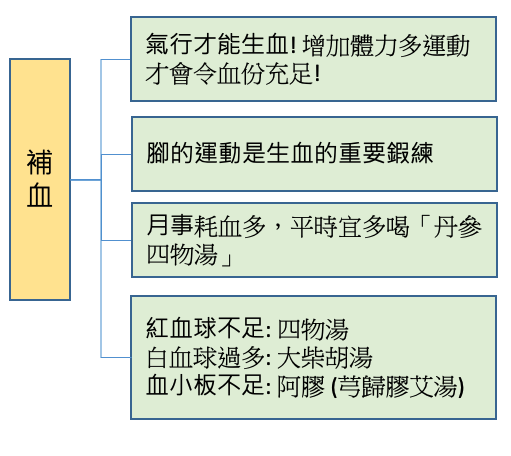 補
血
氣行才能生血! 增加體力多運動
才會令血份充足!
腳的運動是生血的重要鍜練
月事耗血多，平時宜多喝「丹參
四物湯」
紅血球不足: 四物湯
白血球過多: 大柴胡湯
血小板不足: 阿膠 (芎歸膠艾湯)